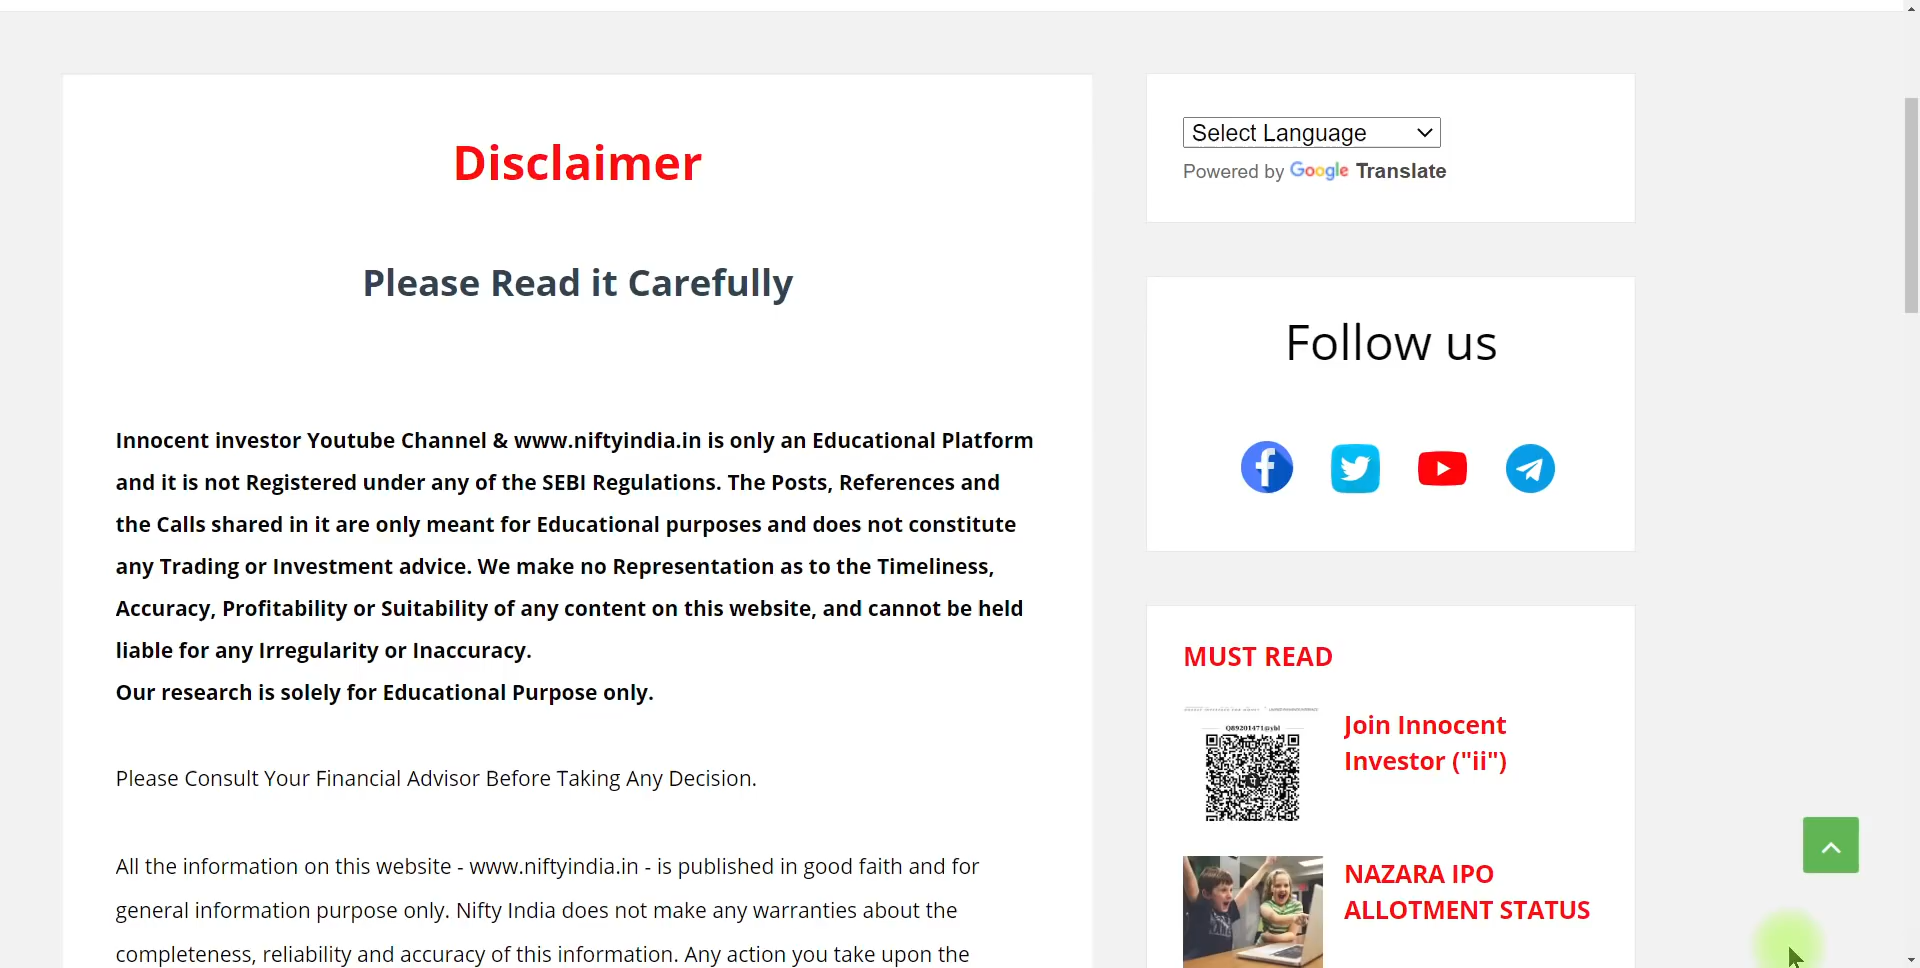 Disclaimer
Please Read it Carefully
Innocent investor Youtube Channel & www.niftyindia.in is only an Educational Platform
and it is not Registered under any of the SEBI Regulations. The Posts, References and
the Calls shared in it are only meant for Educational purposes and does not constitute
any Trading or Investment advice. We make no Representation as to the Timeliness,
Accuracy, Profitability or Suitability of any content on this website, and cannot be held
liable for any Irregularity or Inaccuracy.
Our research is solely for Educational Purpose only.
Please Consult Your Financial Advisor Before Taking Any Decision.
All the information on this website - www.niftyindia.in - is published in good faith and for
general information purpose only. Nifty India does not make any warranties about the
completeness, reliability and accuracy of this information. Any action you take upon the
Select Language
Powered by Google Translate
Follow us
MUST READ
Q89201471@ybl
Join Innocent
Investor ("ii")
NAZARA IPO
ALLOTMENT STATUS